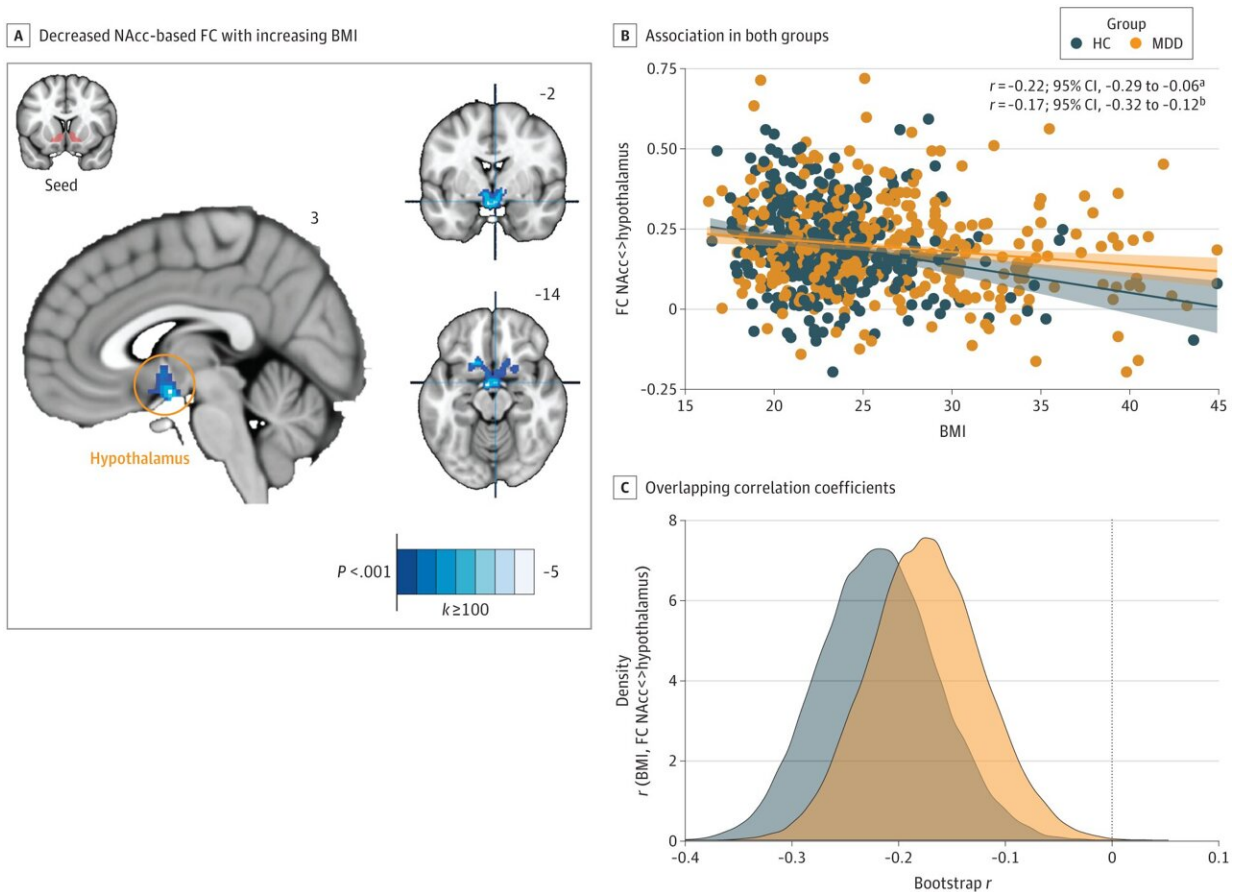 A Decreased NAcc-based FC with increasing BMI
Seed
3
-2
-14
Hypothalamus
P <.001
-5
k ≥100
B Association in both groups
Group
HC MDD
r = -0.22; 95% CI, -0.29 to -0.06a
r = -0.17; 95% CI, -0.32 to -0.12b
FC NAcc<>hypothalamus
0.75
0.50
0.25
0
-0.25
15 20 25 30 35 40 45
BMI
C Overlapping correlation coefficients
Density
r (BMI, FC NAcc<>hypothalamus)
8
6
4
2
0
-0.4 -0.3 -0.2 -0.1 0 0.1
Bootstrap r